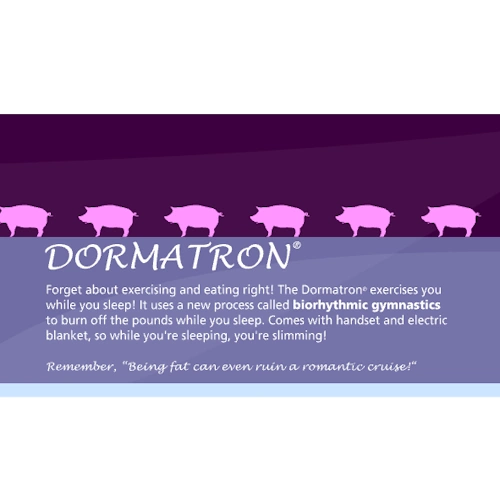 DORMATRON®
Forget about exercising and eating right! The Dormatron® exercises you
while you sleep! It uses a new process called biorhythmic gymnastics
to burn off the pounds while you sleep. Comes with handset and electric
blanket, so while you're sleeping, you're slimming!
Remember, "Being fat can even ruin a romantic cruise!"